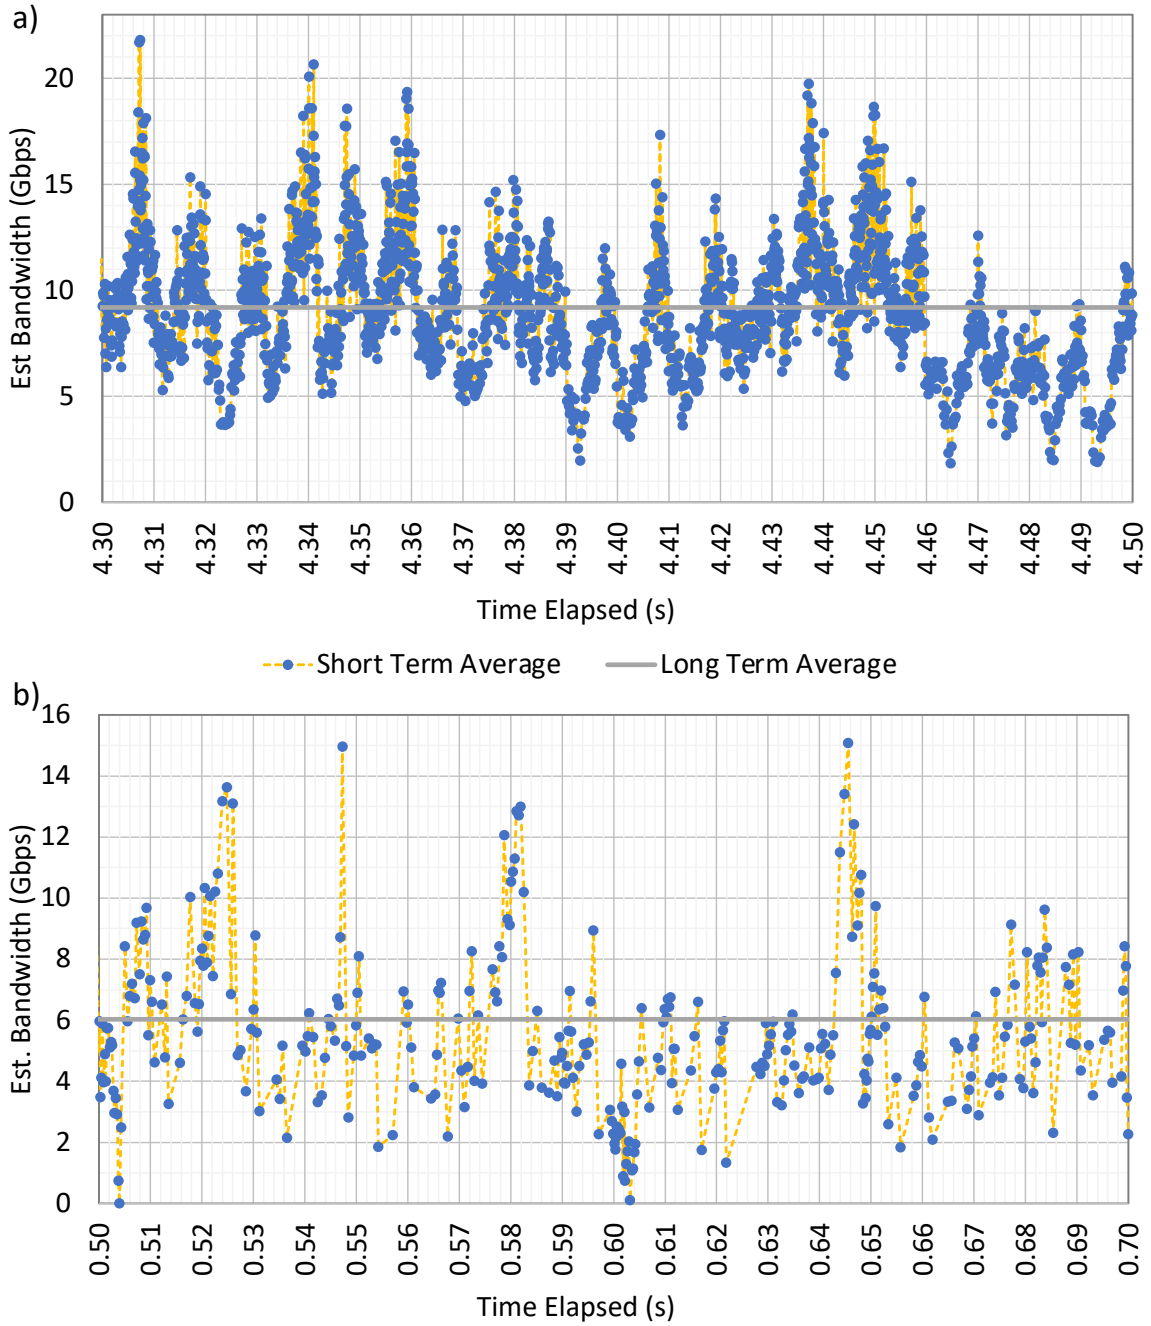 a)
Est Bandwidth (Gbps)
20
15
10
5
0
4.30 4.31 4.32 4.33 4.34 4.35 4.36 4.37 4.38 4.39 4.40 4.41 4.42 4.43 4.44 4.45 4.46 4.47 4.48 4.49 4.50
Time Elapsed (s)
Short Term Average Long Term Average
b)
Est. Bandwidth (Gbps)
16
14
12
10
8
6
4
2
0
0.50 0.51 0.52 0.53 0.54 0.55 0.56 0.57 0.58 0.59 0.60 0.61 0.62 0.63 0.64 0.65 0.66 0.67 0.68 0.69 0.70
Time Elapsed (s)